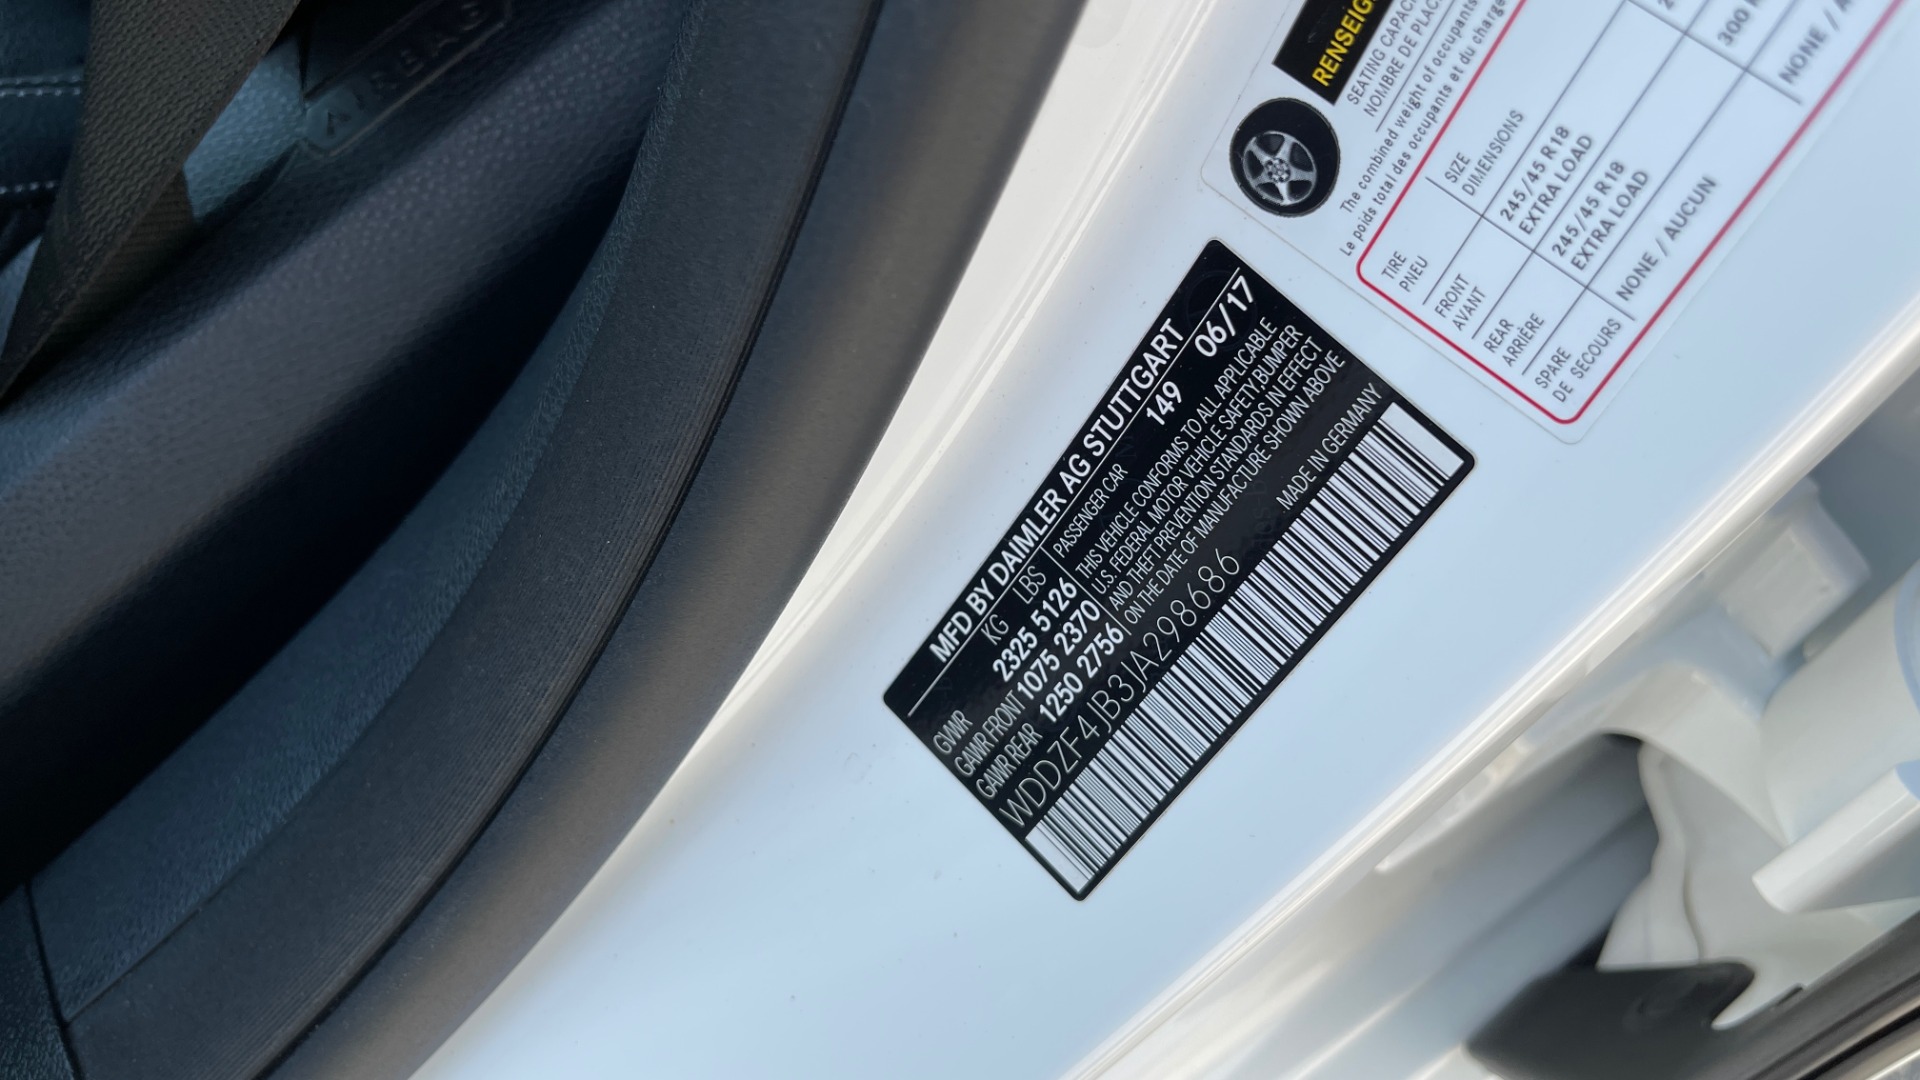 AIRBAG
MFD BY DAIMLER AG STUTTGART
KG LBS 149 06/17
GVWR 2325 5126 PASSENGER CAR
GAWR FRONT 1075 2370
GAWR REAR 1250 2756
THIS VEHICLE CONFORMS TO ALL APPLICABLE
U.S. FEDERAL MOTOR VEHICLE SAFETY,BUMPER
AND THEFT PREVENTION STANDARDS IN EFFECT
ON THE DATE OF MANUFACTURE SHOWN ABOVE
WDDZF4JB3JA298686 MADE IN GERMANY
SEATING CAPAC
NOMBRE DE PLAC
The combined weight of occupants
Le poids total des occupants et du charge
TIRE SIZE
PNEU DIMENSIONS
FRONT 245/45 R18
AVANT EXTRA LOAD
REAR 245/45 R18
ARRIÈRE EXTRA LOAD 300
SPARE NONE / AUCUN NONE /
DE SECOURS